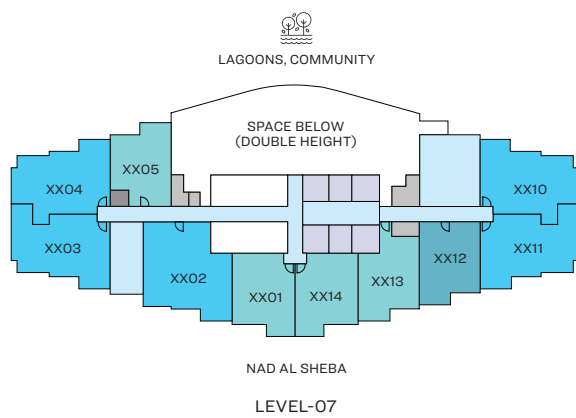 LAGOONS, COMMUNITY
SPACE BELOW
(DOUBLE HEIGHT)
XX05
XX04
XX10
XX03
XX02
XX01
XX14
XX13
XX12
XX11
NAD AL SHEBA
LEVEL-07